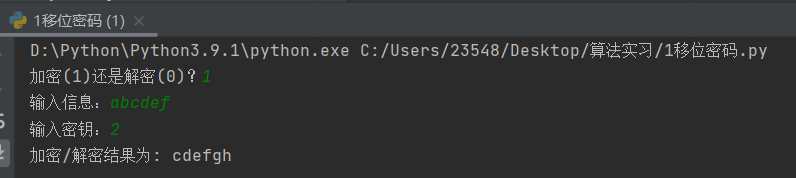 1移位密码 (1)
D:\Python\Python3.9.1\python.exe C:/Users/23548/Desktop/算法实习/1移位密码.py
加密(1)还是解密(0)？1
输入信息：abcdef
输入密钥：2
加密/解密结果为: cdefgh